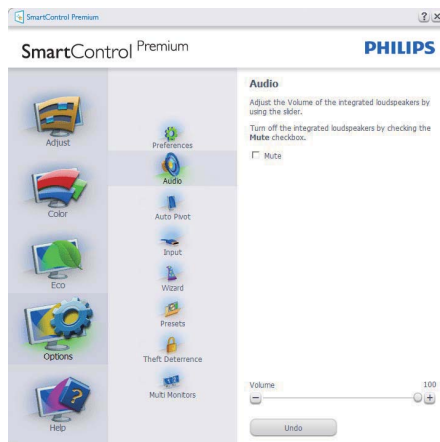 SmartControl Premium
SmartControl Premium
PHILIPS
Adjust
Color
Eco
Options
Help
Preferences
Audio
Auto Pivot
Input
Wizard
Presets
Theft Deterrence
Multi Monitors
Audio
Adjust the Volume of the integrated loudspeakers by
using the slider.
Turn off the integrated loudspeakers by checking the
Mute checkbox.
Mute
Volume 100
Undo